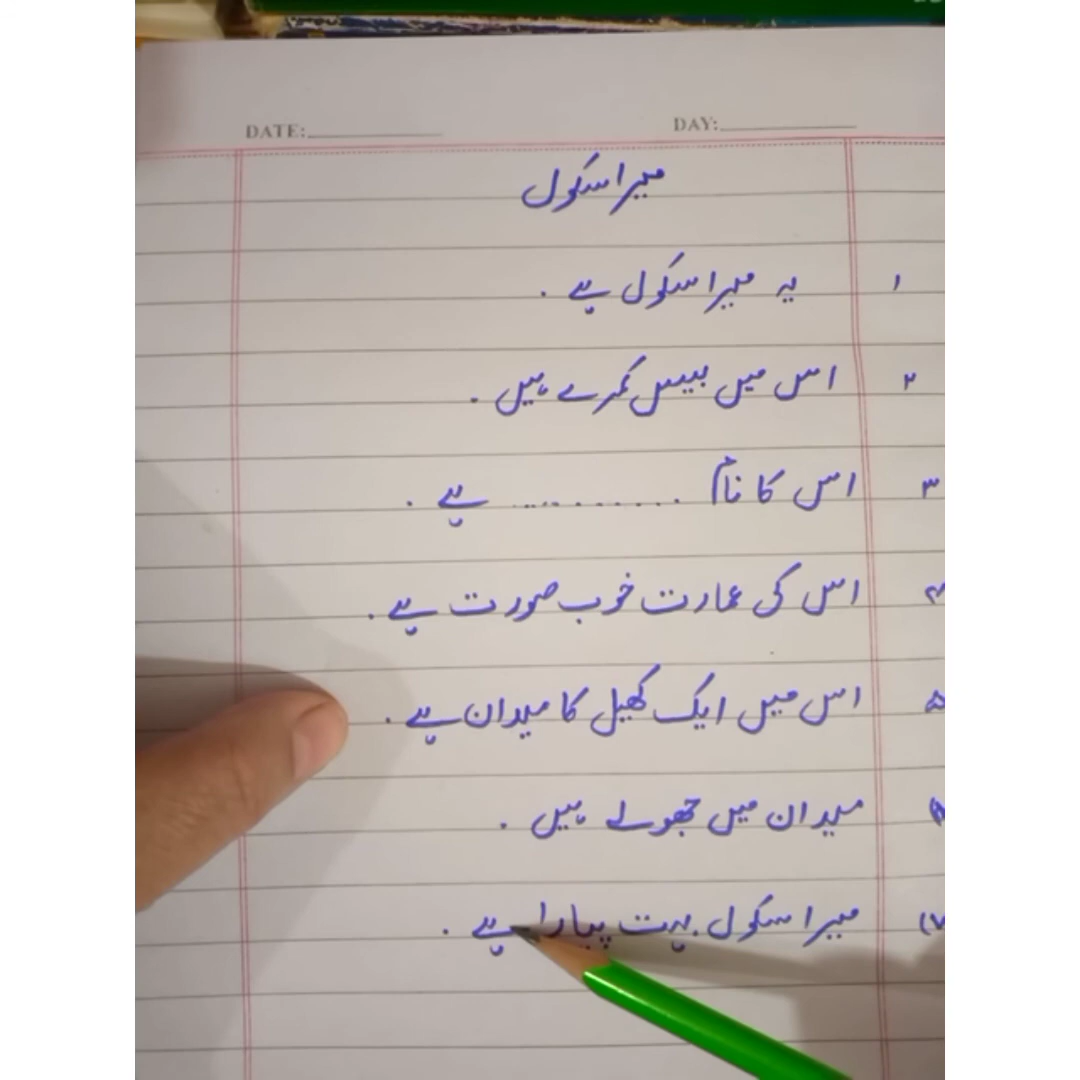 DATE: DAY:
میرا سکول
۱ یہ میرا سکول ہے .
۲ اس میں بیس کمرے ہیں .
۳ اس کا نام .......... ہے .
۴ اس کی عمارت خوب صورت ہے .
۵ اس میں ایک کھیل کا میدان ہے .
میدان میں جھولے ہیں .
(۷ میرا سکول بہت پیارا ہے .